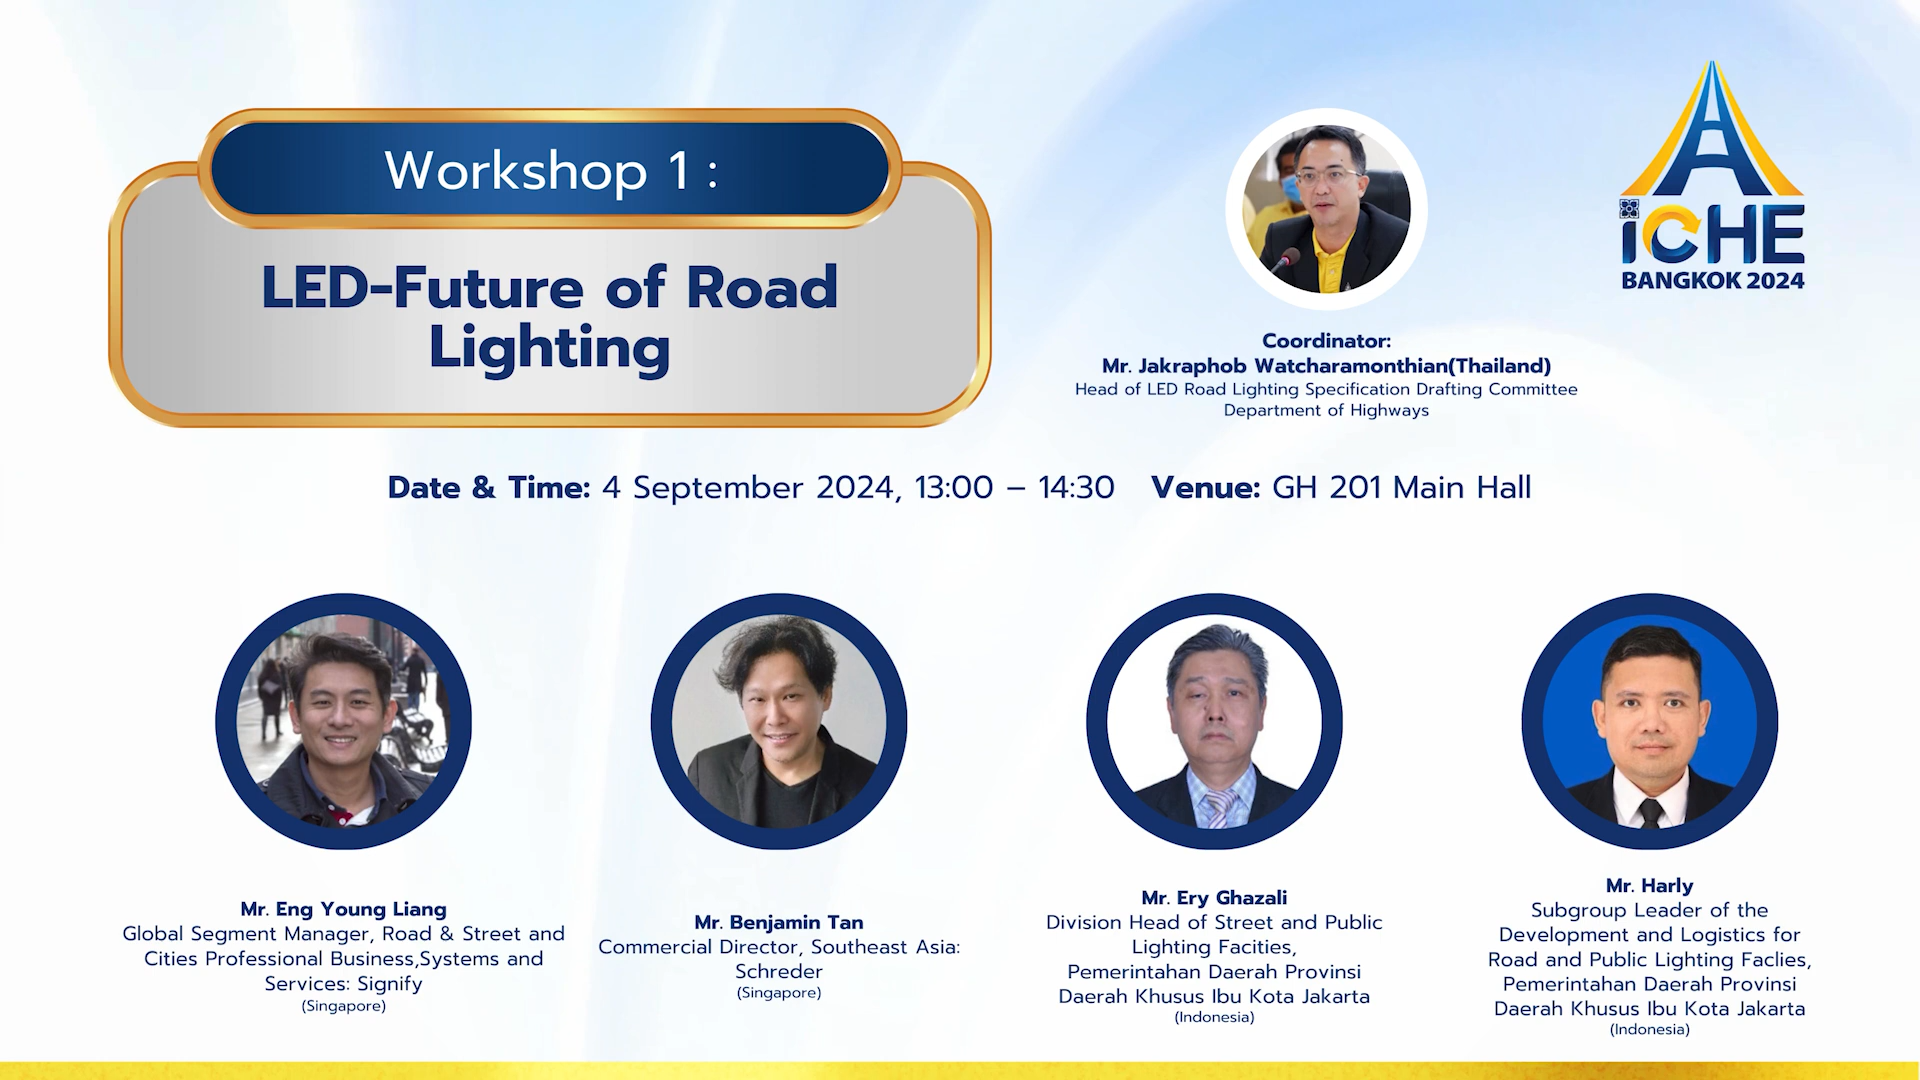 Workshop 1 :
LED-Future of Road
Lighting
iCHE
BANGKOK 2024
Coordinator:
Mr. Jakraphob Watcharamonthian(Thailand)
Head of LED Road Lighting Specification Drafting Committee
Department of Highways
Date & Time: 4 September 2024, 13:00 – 14:30 Venue: GH 201 Main Hall
Mr. Eng Young Liang
Global Segment Manager, Road & Street and
Cities Professional Business,Systems and
Services: Signify
(Singapore)
Mr. Benjamin Tan
Commercial Director, Southeast Asia:
Schreder
(Singapore)
Mr. Ery Ghazali
Division Head of Street and Public
Lighting Facities,
Pemerintahan Daerah Provinsi
Daerah Khusus Ibu Kota Jakarta
(Indonesia)
Mr. Harly
Subgroup Leader of the
Development and Logistics for
Road and Public Lighting Faclies,
Pemerintahan Daerah Provinsi
Daerah Khusus Ibu Kota Jakarta
(Indonesia)